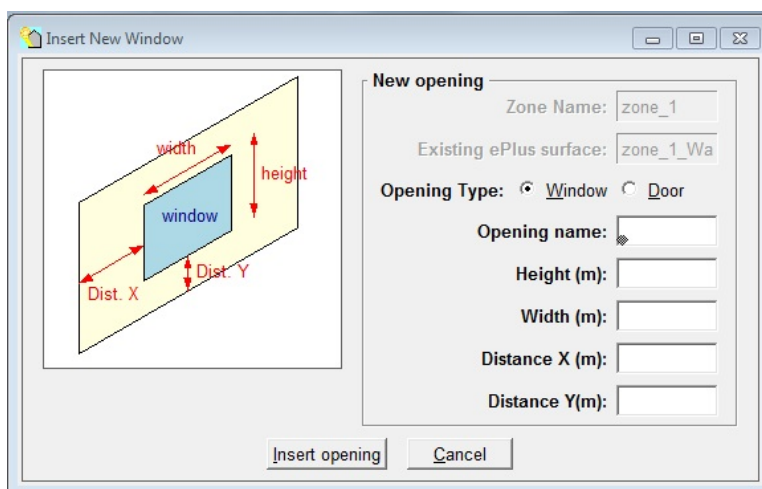 Insert New Window
New opening
Zone Name: zone_1
Existing ePlus surface: zone_1_Wa
Opening Type: Window Door
Opening name:
Height (m):
Width (m):
Distance X (m):
Distance Y(m):
width
height
window
Dist. X
Dist. Y
Insert opening Cancel